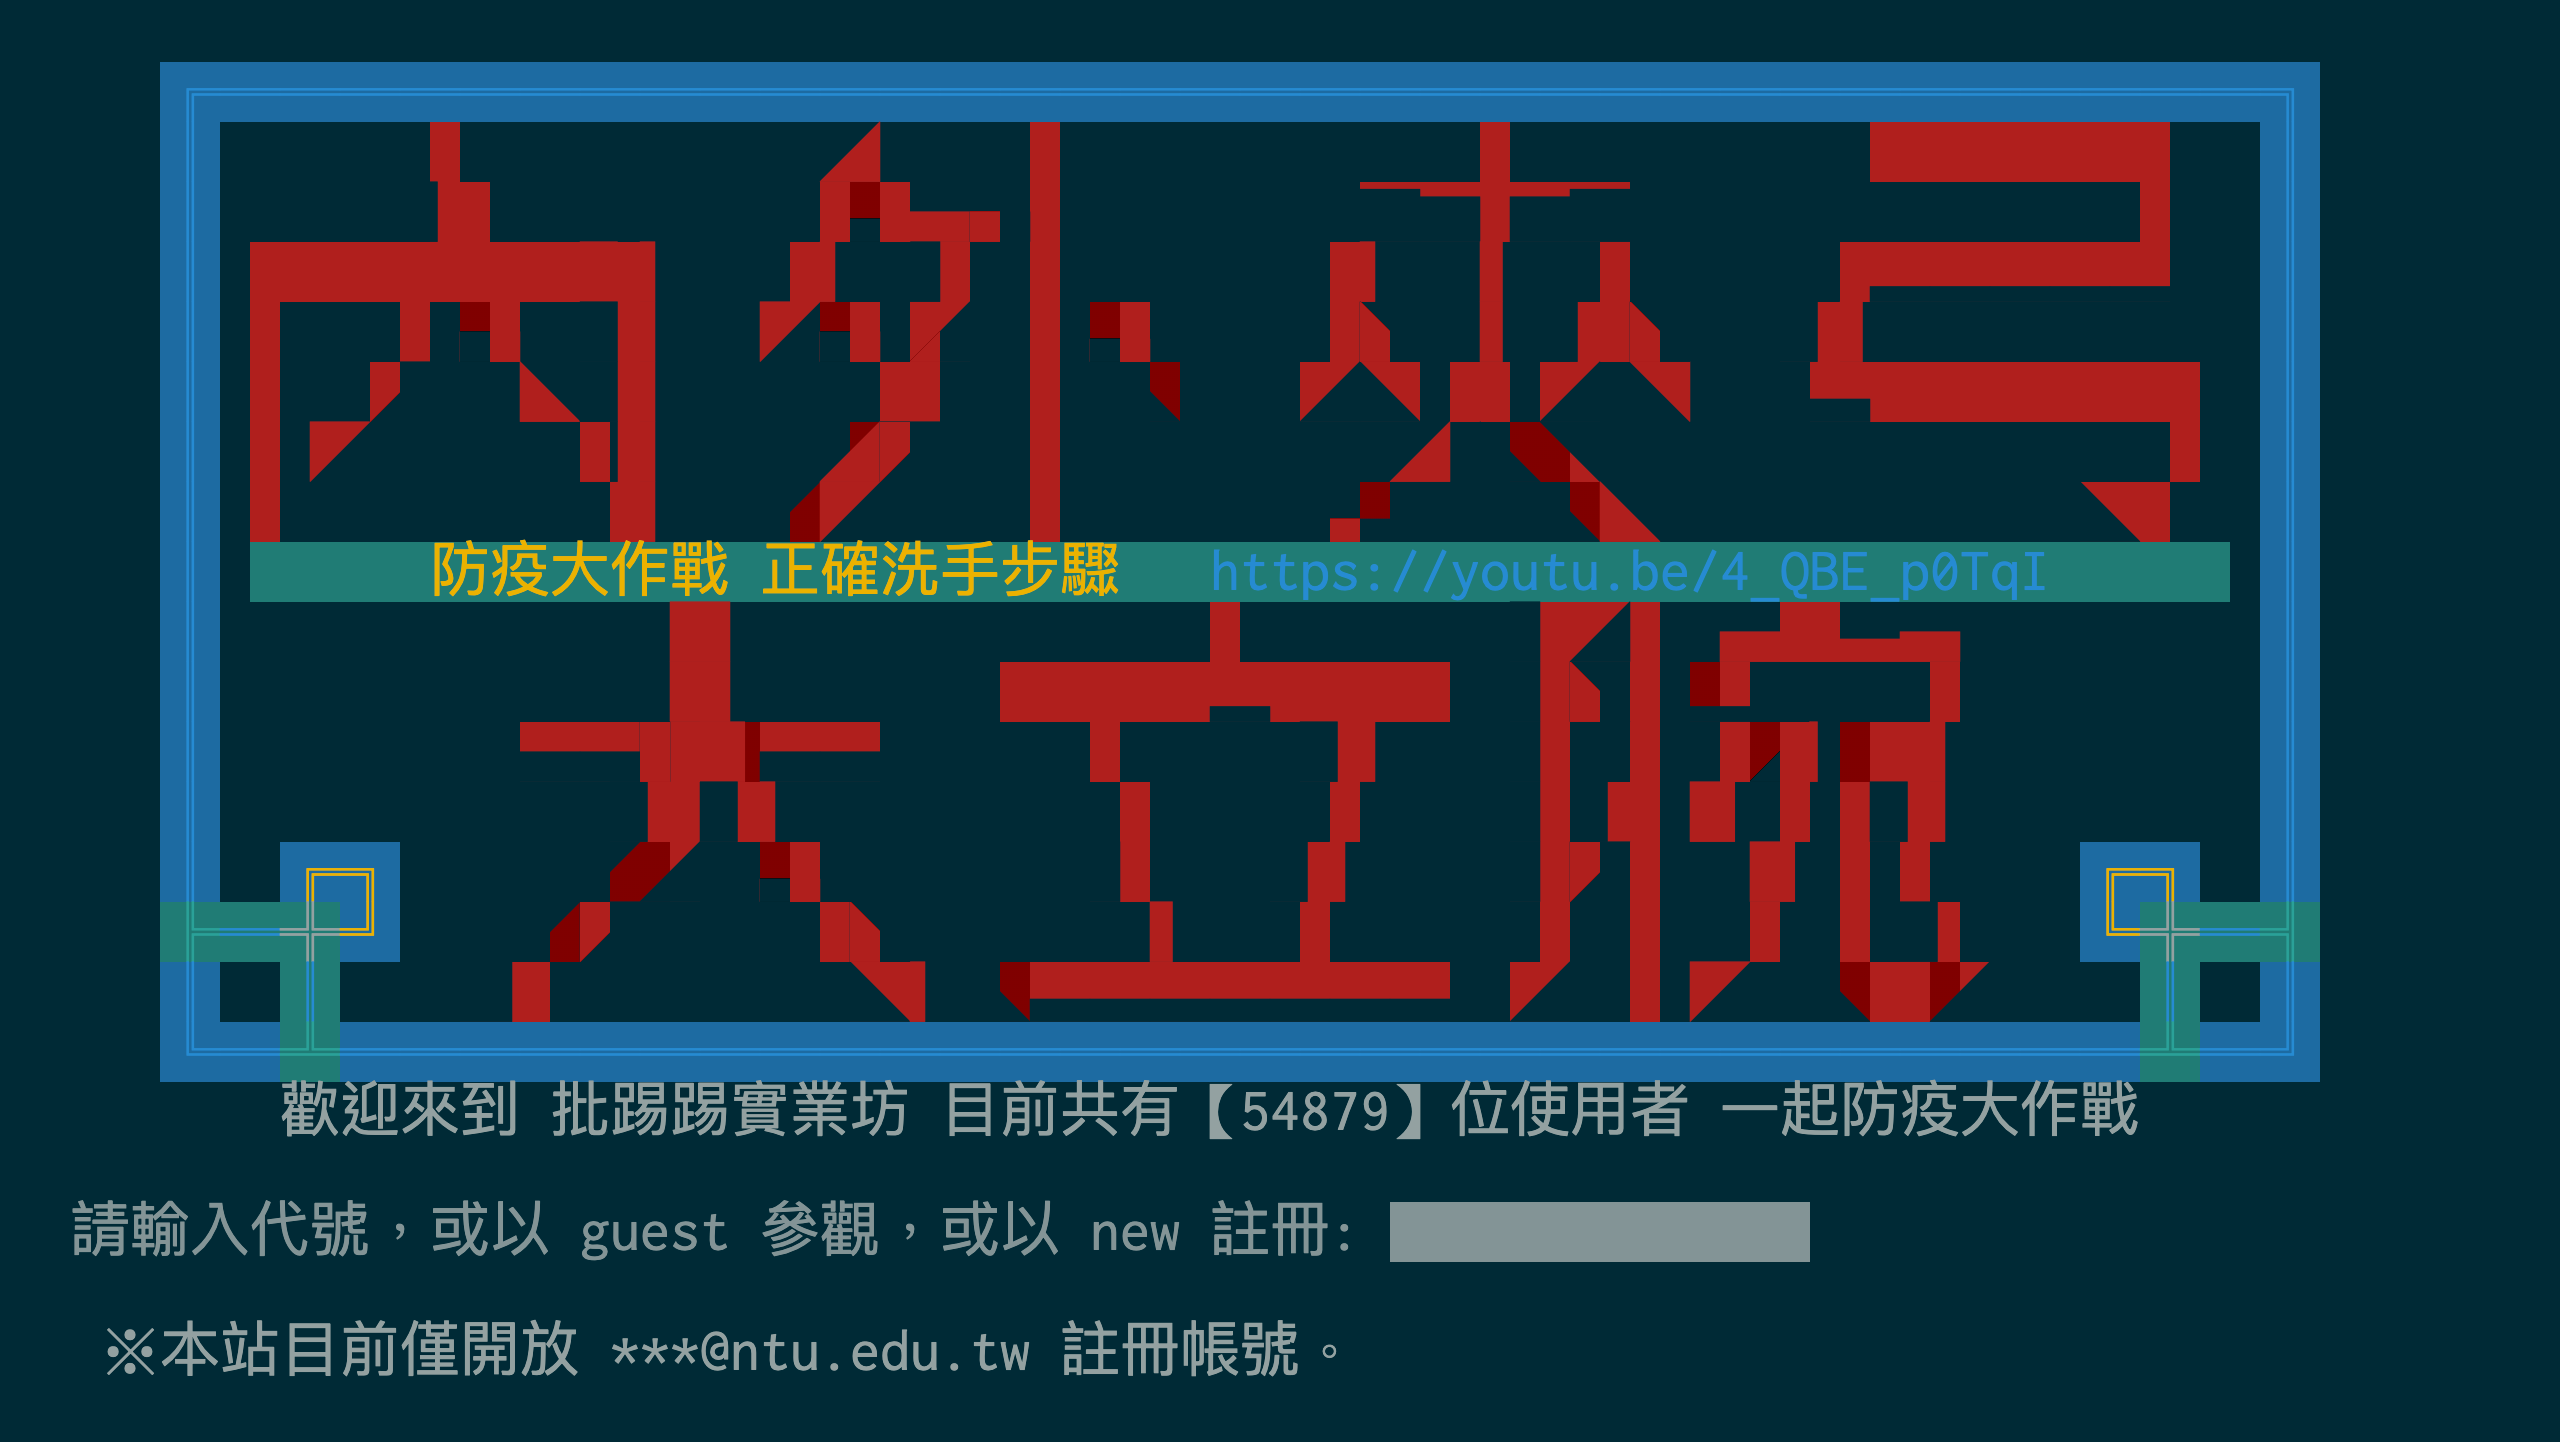 內外夾弓
防疫大作戰 正確洗手步驟 https://youtu.be/4_QBE_p0TqI
大立腕
歡迎來到 批踢踢實業坊 目前共有【54879】位使用者 一起防疫大作戰
請輸入代號，或以 guest 參觀，或以 new 註冊:
※本站目前僅開放 ***@ntu.edu.tw 註冊帳號。